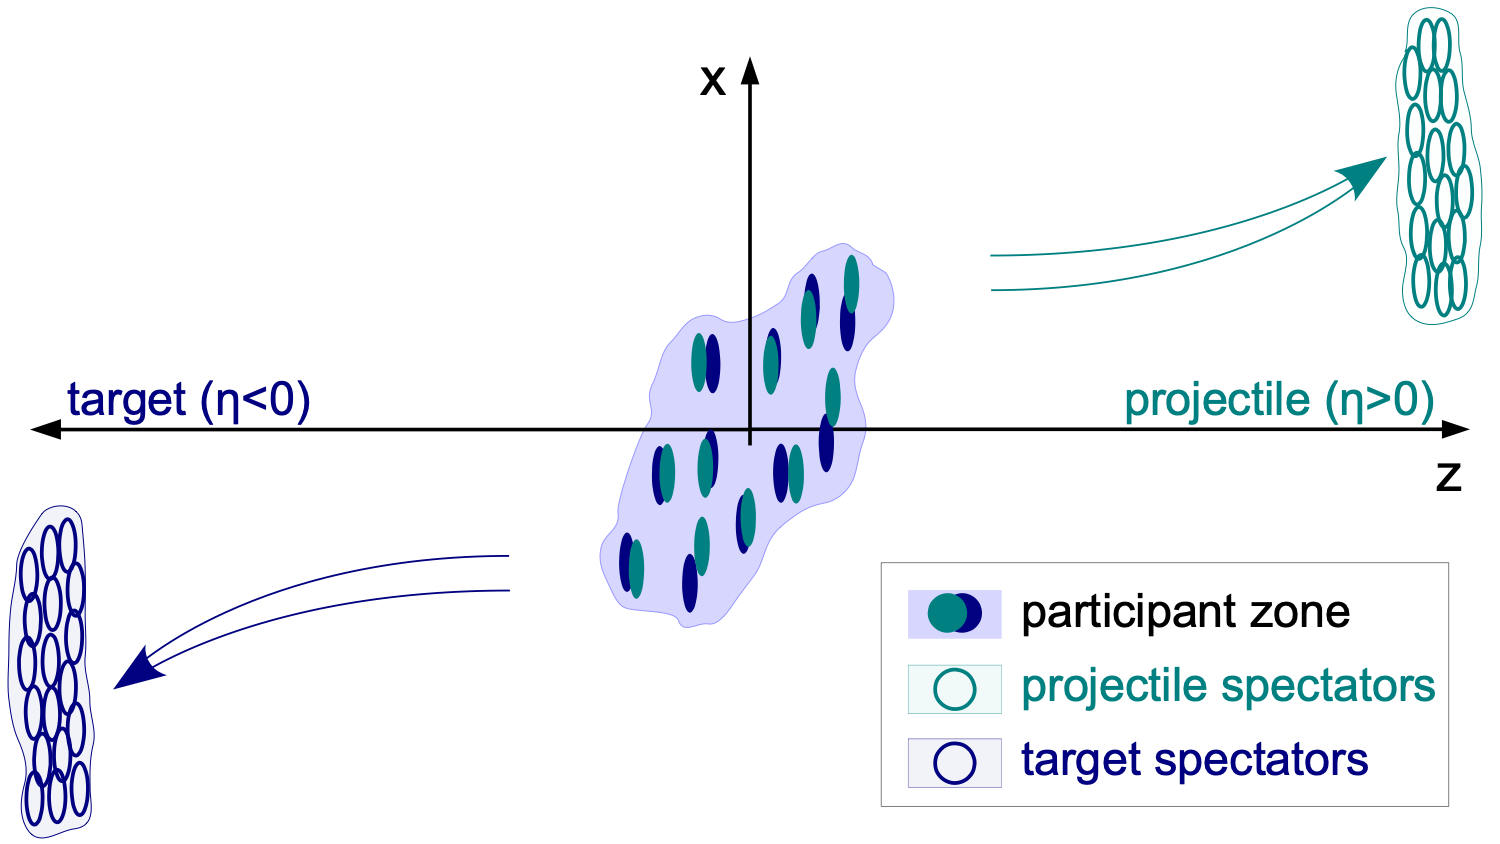 x
target (η<0)
projectile (η>0)
z
participant zone
projectile spectators
target spectators